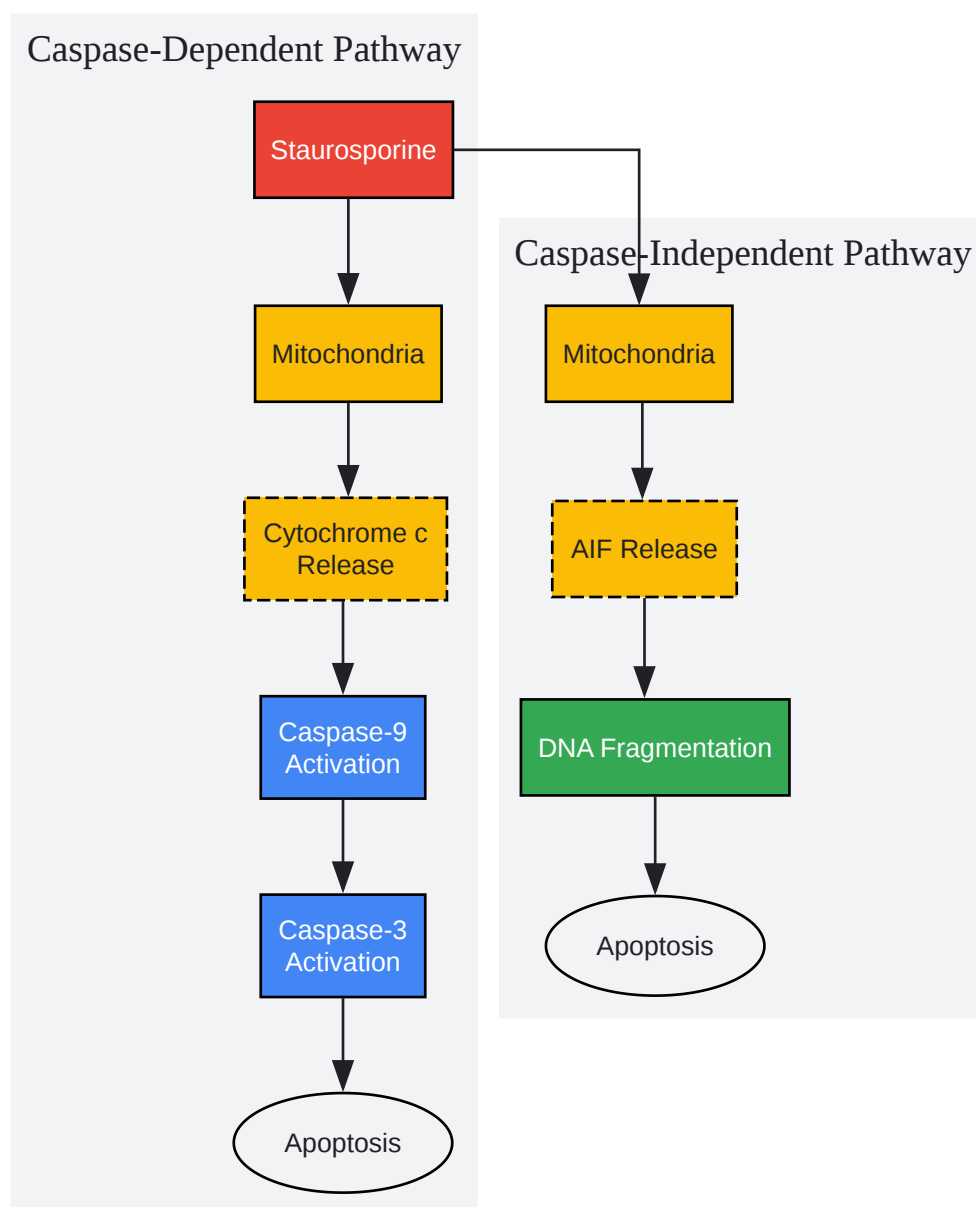 Caspase-Dependent Pathway
Staurosporine
Mitochondria
Cytochrome c
Release
Caspase-9
Activation
Caspase-3
Activation
Apoptosis
Caspase-Independent Pathway
Mitochondria
AIF Release
DNA Fragmentation
Apoptosis